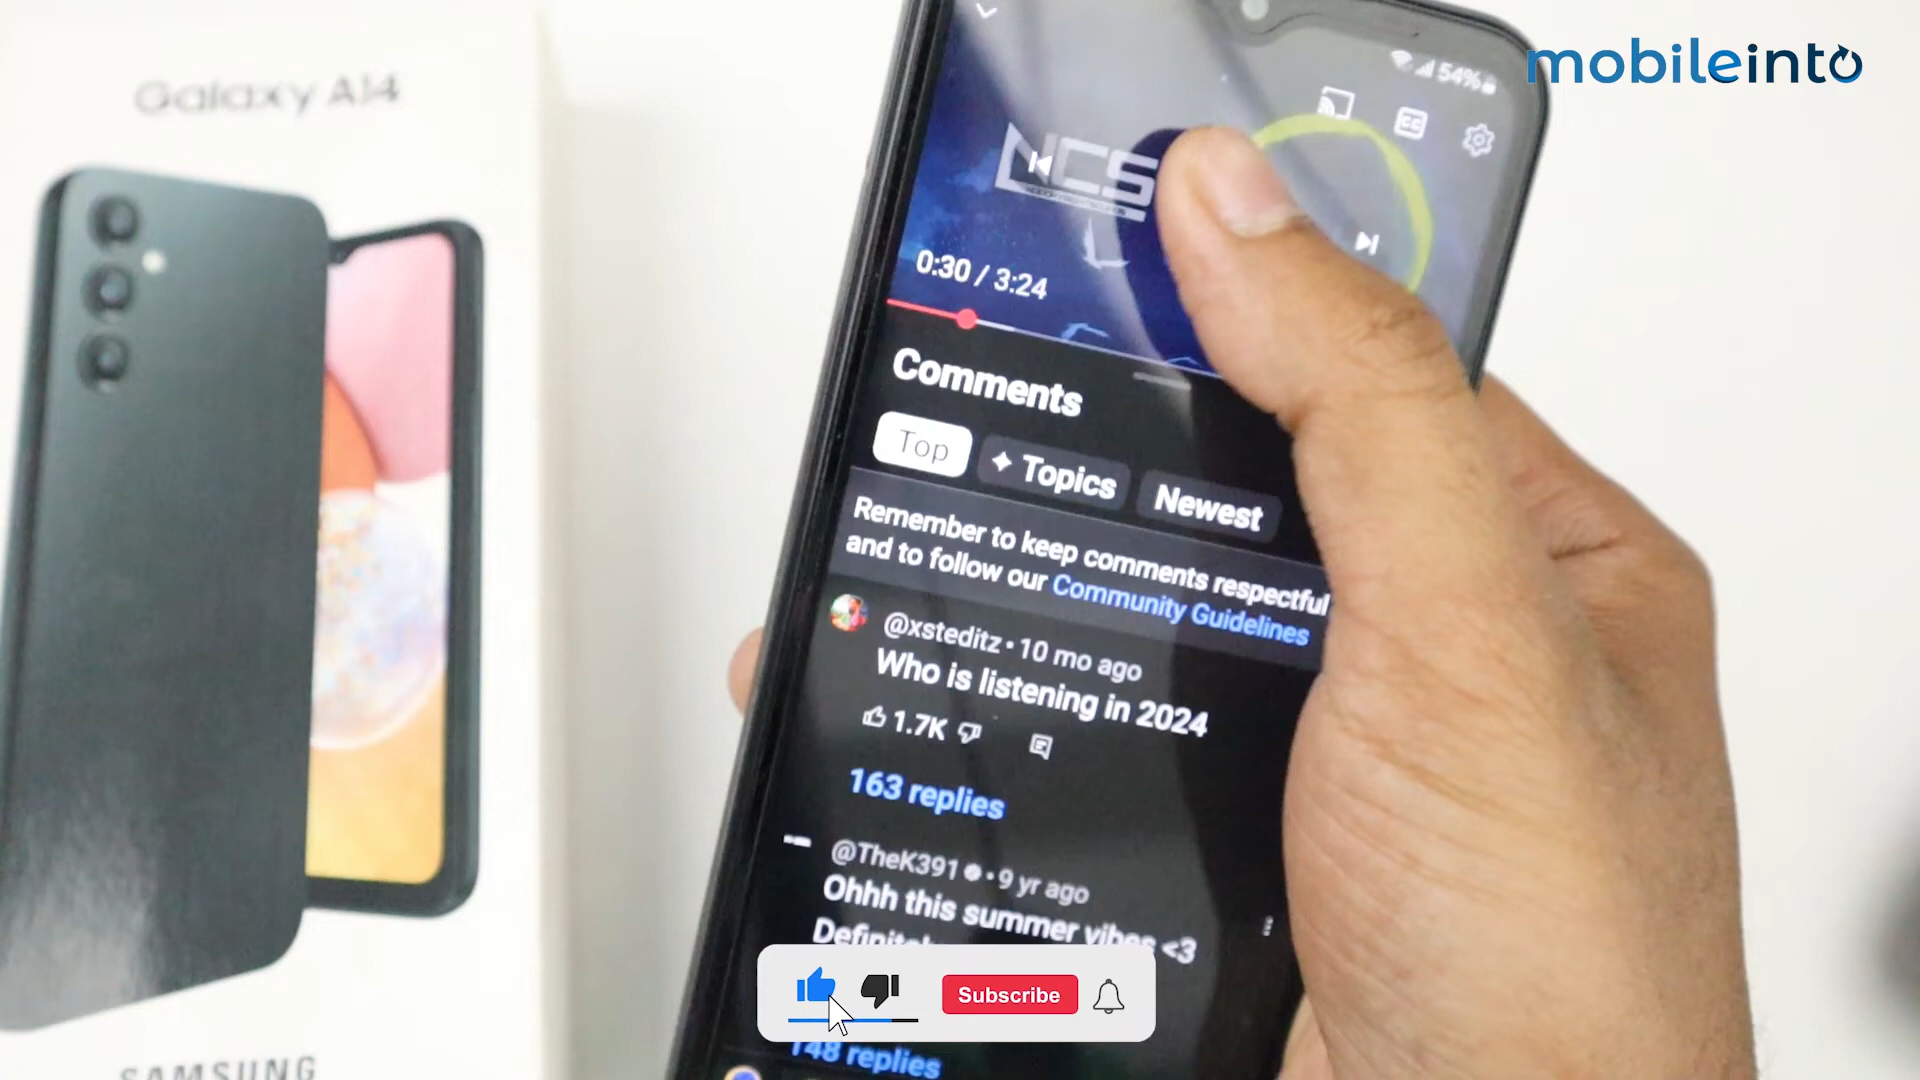 Galaxy A14
SAMSUNG
mobileinto
54%
CC
NCS
0:30 / 3:24
Comments
Top
Topics
Newest
Remember to keep comments respectful
and to follow our Community Guidelines
@xsteditz • 10 mo ago
Who is listening in 2024
1.7K
163 replies
@TheK391 • 9 yr ago
Ohhh this summer vibes <3
148 replies
Subscribe